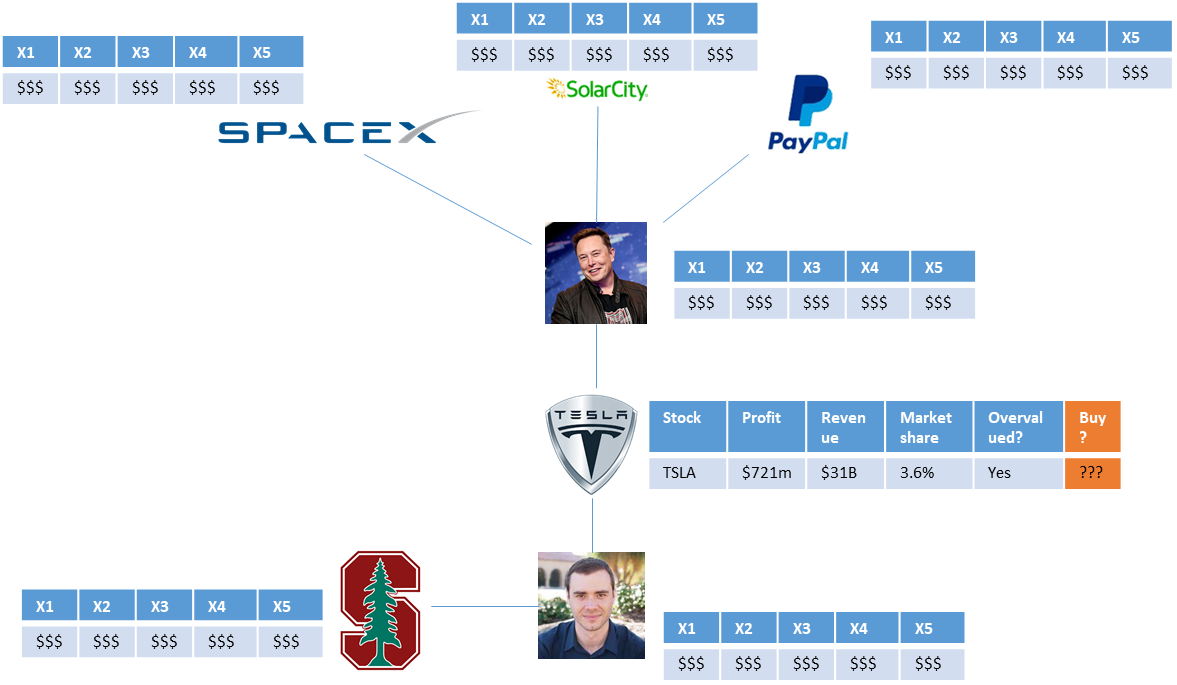 X1 X2 X3 X4 X5
$$$ $$$ $$$ $$$ $$$
SolarCity
X1 X2 X3 X4 X5
$$$ $$$ $$$ $$$ $$$
PayPal
X1 X2 X3 X4 X5
$$$ $$$ $$$ $$$ $$$
SPACEX
X1 X2 X3 X4 X5
$$$ $$$ $$$ $$$ $$$
TESLA
Stock Profit Reven Market Overval Buy
ue share ued? ?
TSLA $721m $31B 3.6% Yes ???
X1 X2 X3 X4 X5
$$$ $$$ $$$ $$$ $$$
S
X1 X2 X3 X4 X5
$$$ $$$ $$$ $$$ $$$